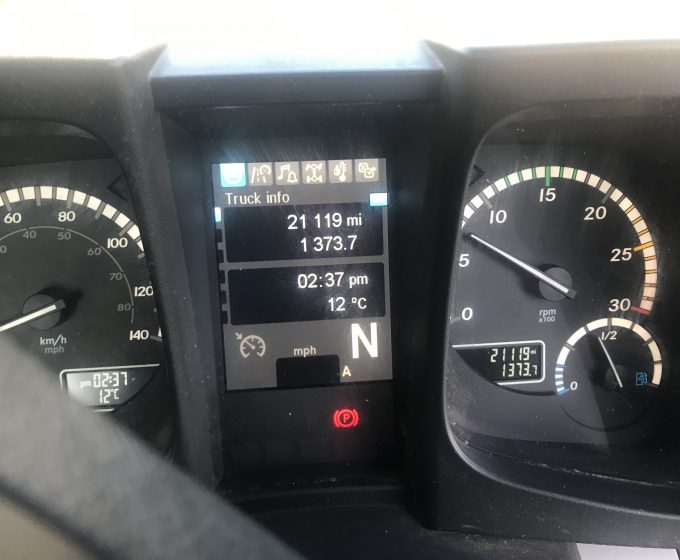 Truck info
21 119 mi
1 373.7
02:37 pm
12 °C
mph
N
A
P
60
80
100
120
140
40
60
80
km/h
mph
pm 02:37
12°C
0
5
10
15
20
25
30
rpm
x100
21119 mi
1373.7
0
1/2